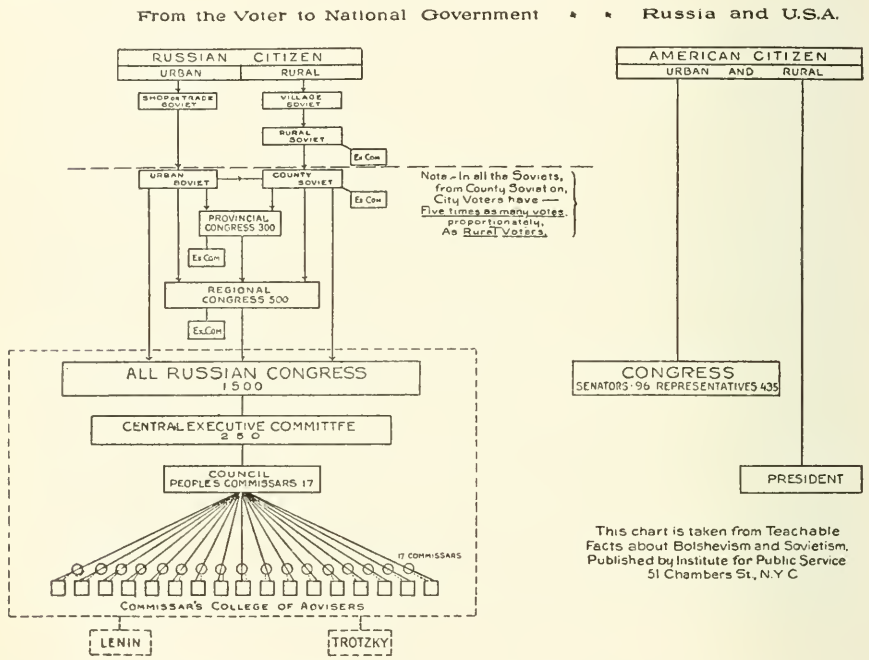 From the Voter to National Government * * Russia and U.S.A.
RUSSIAN CITIZEN
URBAN RURAL
SHOP OR TRADE
SOVIET
VILLAGE
SOVIET
RURAL
SOVIET
Ex Com
URBAN
SOVIET
COUNTY
SOVIET
Ex Com
PROVINCIAL
CONGRESS 300
Ex Com
REGIONAL
CONGRESS 500
Ex. Com
Note - In all the Soviets,
from County Soviet on,
City Voters have —
Five times as many votes,
proportionately,
As Rural Voters.
ALL RUSSIAN CONGRESS
1500
CENTRAL EXECUTIVE COMMITTEE
250
COUNCIL
PEOPLES COMMISSARS 17
17 COMMISSARS
COMMISSAR'S COLLEGE OF ADVISERS
LENIN
TROTZKY
AMERICAN CITIZEN
URBAN AND RURAL
CONGRESS
SENATORS - 96 REPRESENTATIVES 435
PRESIDENT
This chart is taken from Teachable
Facts about Bolshevism and Sovietism.
Published by Institute for Public Service
51 Chambers St., N.Y C